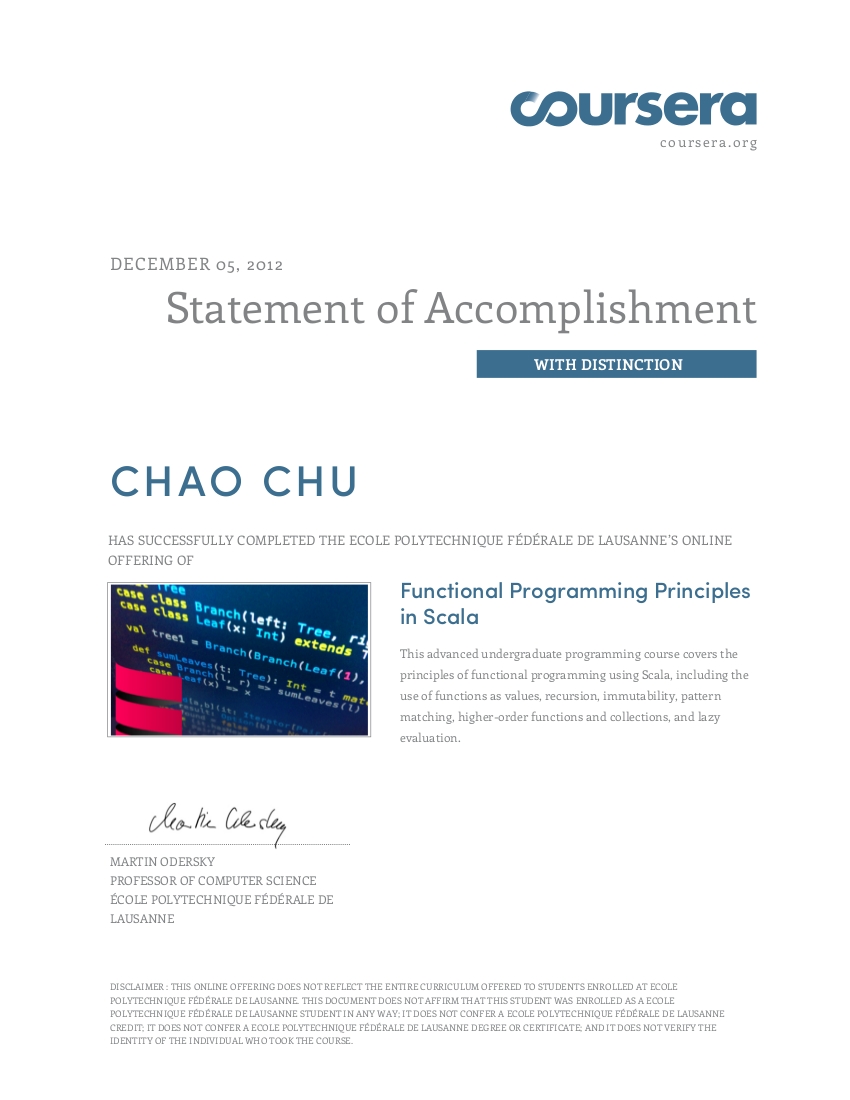 coursera
coursera.org
DECEMBER 05, 2012
Statement of Accomplishment
WITH DISTINCTION
CHAO CHU
HAS SUCCESSFULLY COMPLETED THE ECOLE POLYTECHNIQUE FÉDÉRALE DE LAUSANNE'S ONLINE
OFFERING OF
Functional Programming Principles
in Scala
This advanced undergraduate programming course covers the
principles of functional programming using Scala, including the
use of functions as values, recursion, immutability, pattern
matching, higher-order functions and collections, and lazy
evaluation.
Tree
case class Branch(left: Tree,
case class Leaf(x: Int) extends
val tree1 = Branch(Branch(Leaf(1),
def sumLeaves(t: Tree): Int = t
case Branch(l, r) => sumLeaves(l)
case Leaf(x) => x
Martin Odersky
MARTIN ODERSKY
PROFESSOR OF COMPUTER SCIENCE
ÉCOLE POLYTECHNIQUE FÉDÉRALE DE
LAUSANNE
DISCLAIMER : THIS ONLINE OFFERING DOES NOT REFLECT THE ENTIRE CURRICULUM OFFERED TO STUDENTS ENROLLED AT ECOLE
POLYTECHNIQUE FÉDÉRALE DE LAUSANNE. THIS DOCUMENT DOES NOT AFFIRM THAT THIS STUDENT WAS ENROLLED AS A ECOLE
POLYTECHNIQUE FÉDÉRALE DE LAUSANNE STUDENT IN ANY WAY; IT DOES NOT CONFER A ECOLE POLYTECHNIQUE FÉDÉRALE DE LAUSANNE
CREDIT; IT DOES NOT CONFER A ECOLE POLYTECHNIQUE FÉDÉRALE DE LAUSANNE DEGREE OR CERTIFICATE; AND IT DOES NOT VERIFY THE
IDENTITY OF THE INDIVIDUAL WHO TOOK THE COURSE.